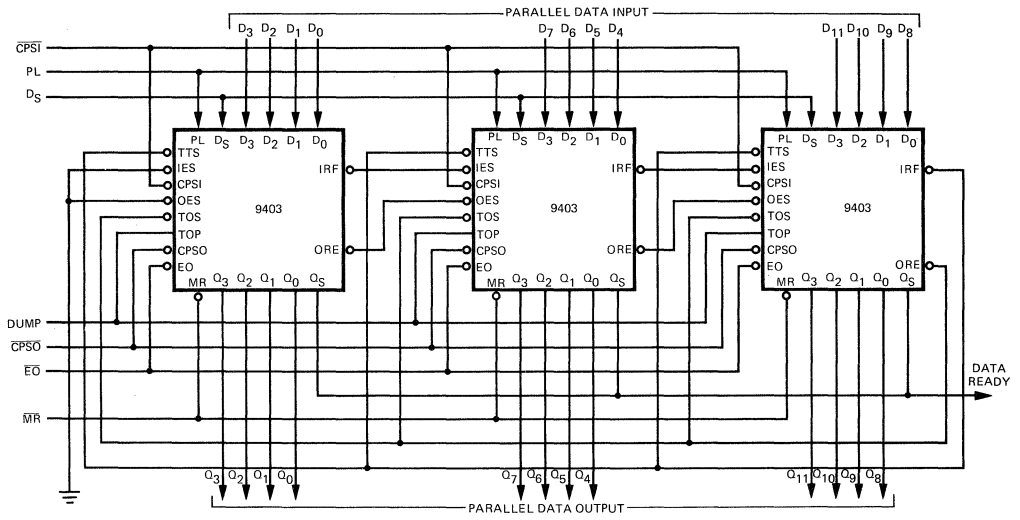 PARALLEL DATA INPUT
D3 D2 D1 D0
D7 D6 D5 D4
D11 D10 D9 D8
CPSI
PL
DS
PL DS D3 D2 D1 D0
TTS
IES
CPSI
OES
TOS
TOP
CPSO
EO
IRF
9403
ORE
MR Q3 Q2 Q1 Q0 QS
PL DS D3 D2 D1 D0
TTS
IES
CPSI
OES
TOS
TOP
CPSO
EO
IRF
9403
ORE
MR Q3 Q2 Q1 Q0 QS
PL DS D3 D2 D1 D0
TTS
IES
CPSI
OES
TOS
TOP
CPSO
EO
IRF
9403
ORE
MR Q3 Q2 Q1 Q0 QS
DUMP
CPSO
EO
MR
DATA
READY
Q3 Q2 Q1 Q0
Q7 Q6 Q5 Q4
Q11 Q10 Q9 Q8
PARALLEL DATA OUTPUT